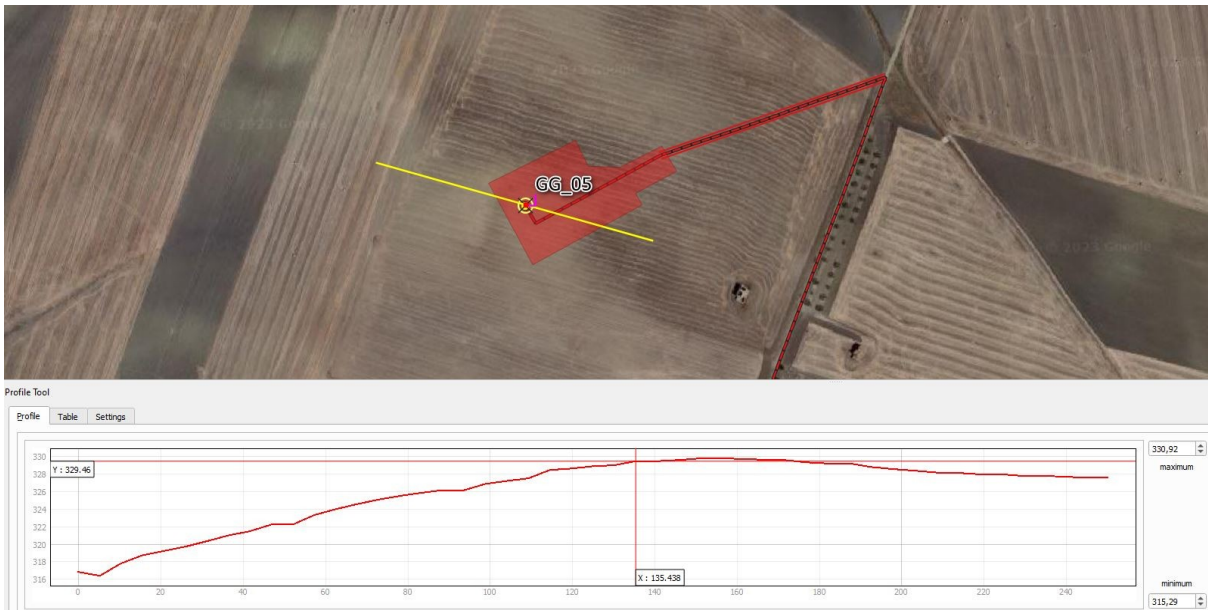 © 2023 Google
GG_05
© 2023 Google
Profile Tool
Profile Table Settings
330
328
326
324
322
320
318
316
Y : 329.46
X : 135.438
0 20 40 60 80 100 120 140 160 180 200 220 240
330,92
maximum
minimum
315,29